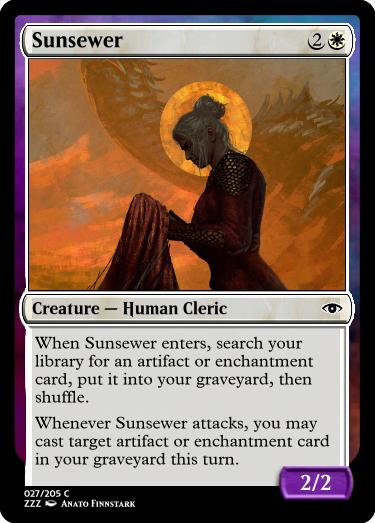 Sunsewer 2
Creature — Human Cleric
When Sunsewer enters, search your
library for an artifact or enchantment
card, put it into your graveyard, then
shuffle.
Whenever Sunsewer attacks, you may
cast target artifact or enchantment card
in your graveyard this turn.
2/2
027/205 C
ZZZ Anato Finnstark